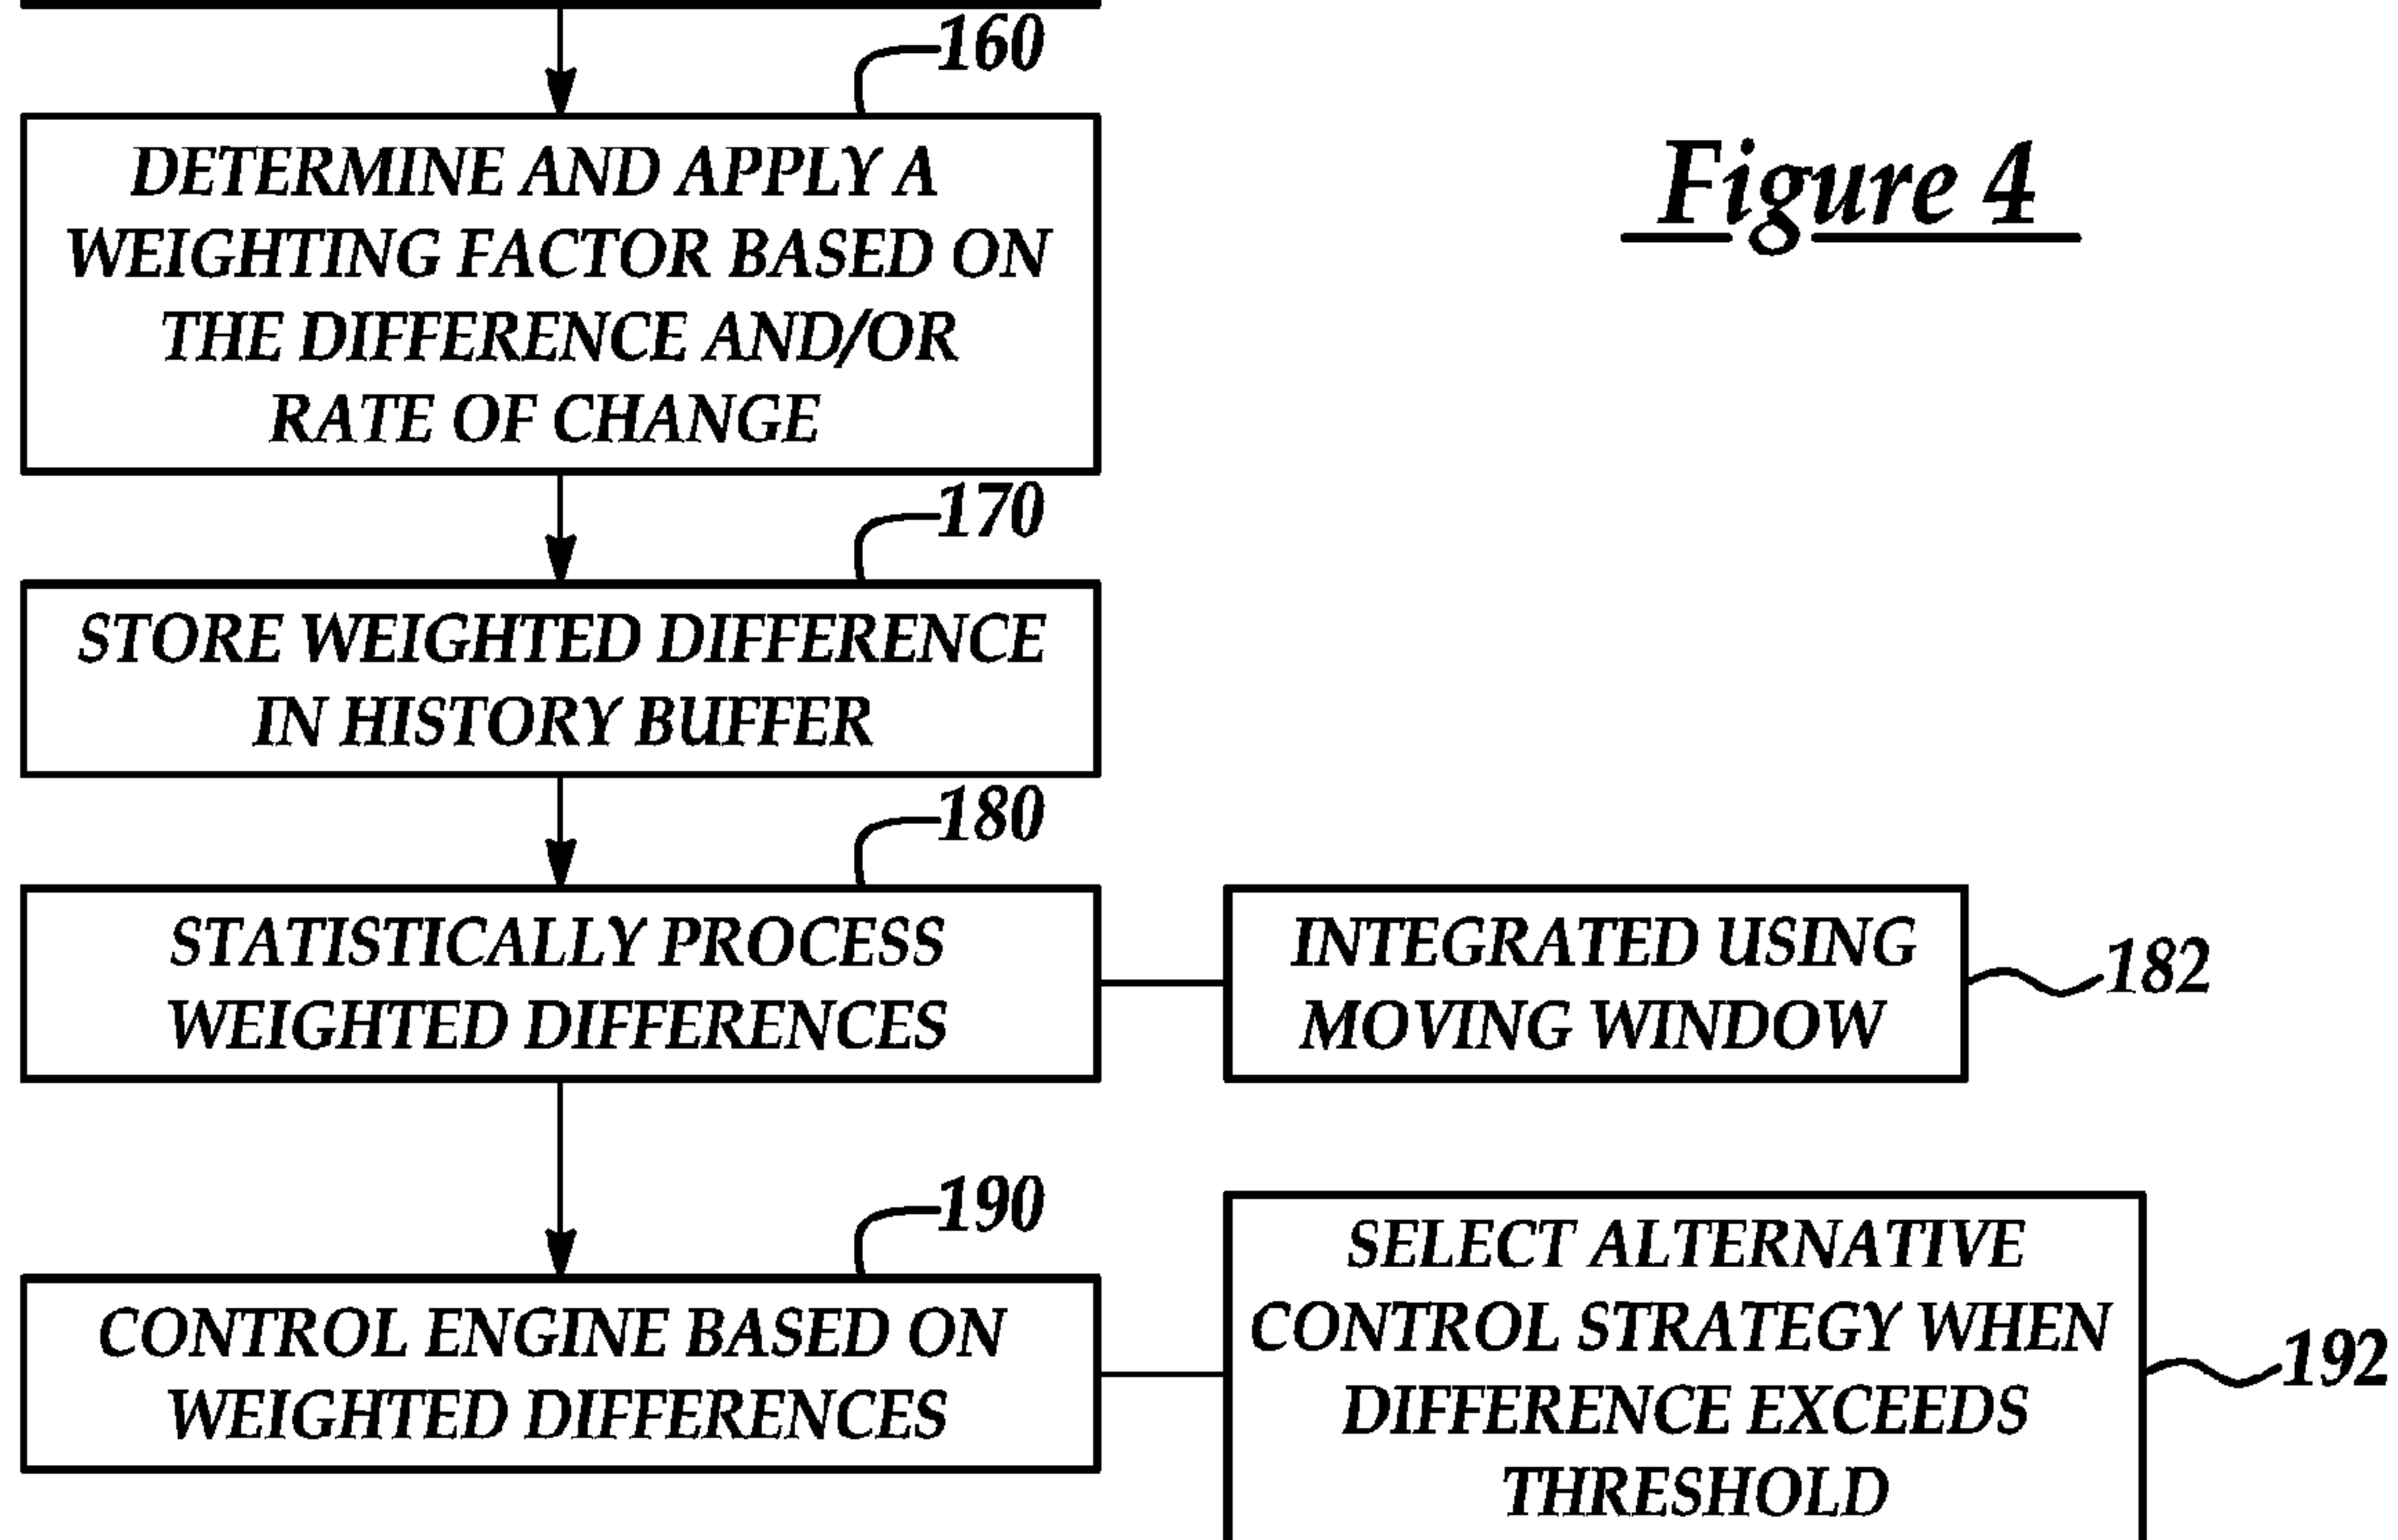 160
DETERMINE AND APPLY A
WEIGHTING FACTOR BASED ON
THE DIFFERENCE AND/OR
RATE OF CHANGE
Figure 4
170
STORE WEIGHTED DIFFERENCE
IN HISTORY BUFFER
180
STATISTICALLY PROCESS
WEIGHTED DIFFERENCES
INTEGRATED USING
MOVING WINDOW
182
190
CONTROL ENGINE BASED ON
WEIGHTED DIFFERENCES
SELECT ALTERNATIVE
CONTROL STRATEGY WHEN
DIFFERENCE EXCEEDS
THRESHOLD
192